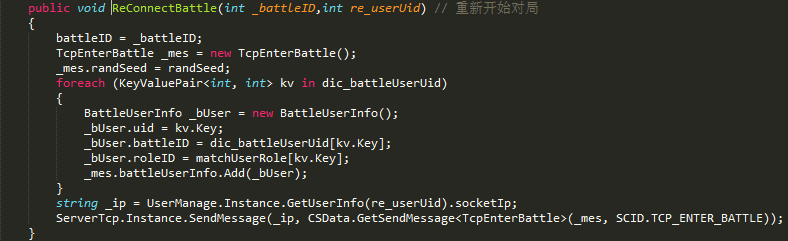 public void ReConnectBattle(int _battleID,int re_userUid) // 重新开始对局
{
battleID = _battleID;
TcpEnterBattle _mes = new TcpEnterBattle();
_mes.randSeed = randSeed;
foreach (KeyValuePair<int, int> kv in dic_battleUserUid)
{
BattleUserInfo _bUser = new BattleUserInfo();
_bUser.uid = kv.Key;
_bUser.battleID = dic_battleUserUid[kv.Key];
_bUser.roleID = matchUserRole[kv.Key];
_mes.battleUserInfo.Add(_bUser);
}
string _ip = UserManage.Instance.GetUserInfo(re_userUid).socketIp;
ServerTcp.Instance.SendMessage(_ip, CSData.GetSendMessage<TcpEnterBattle>(_mes, SCID.TCP_ENTER_BATTLE));
}